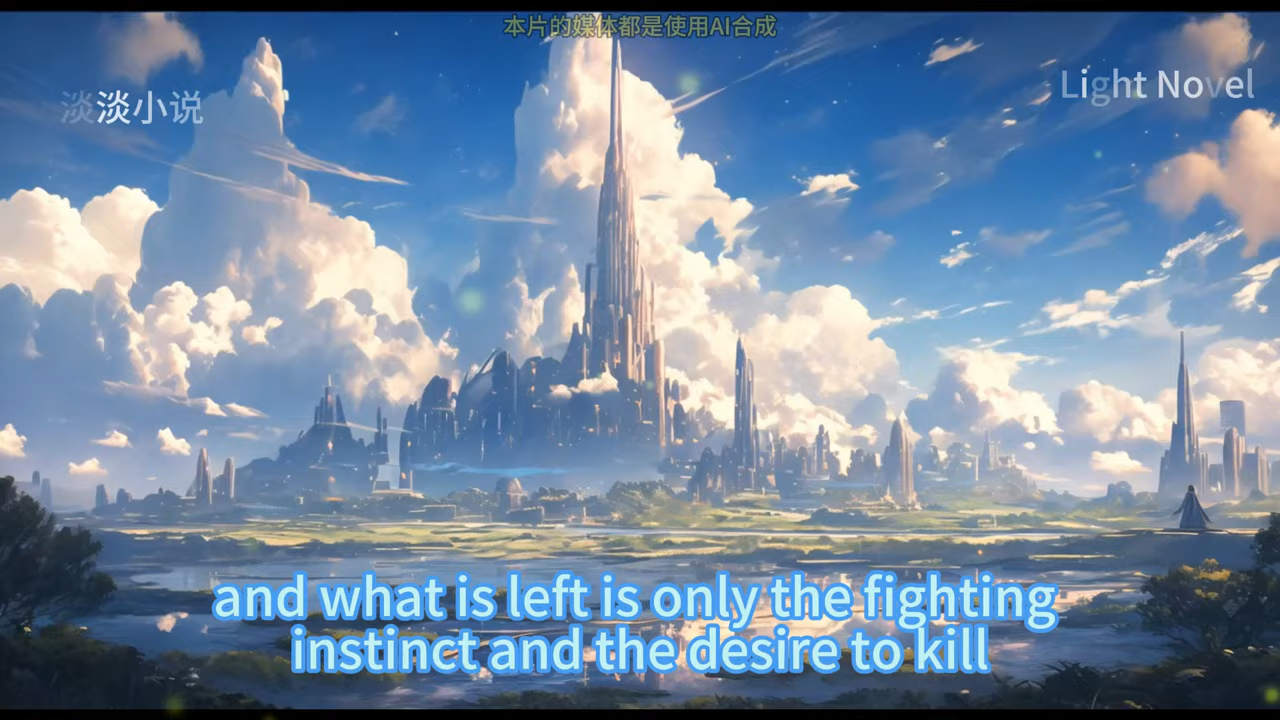 本片的媒体都是使用AI合成
淡淡小说
Light Novel
and what is left is only the fighting
instinct and the desire to kill